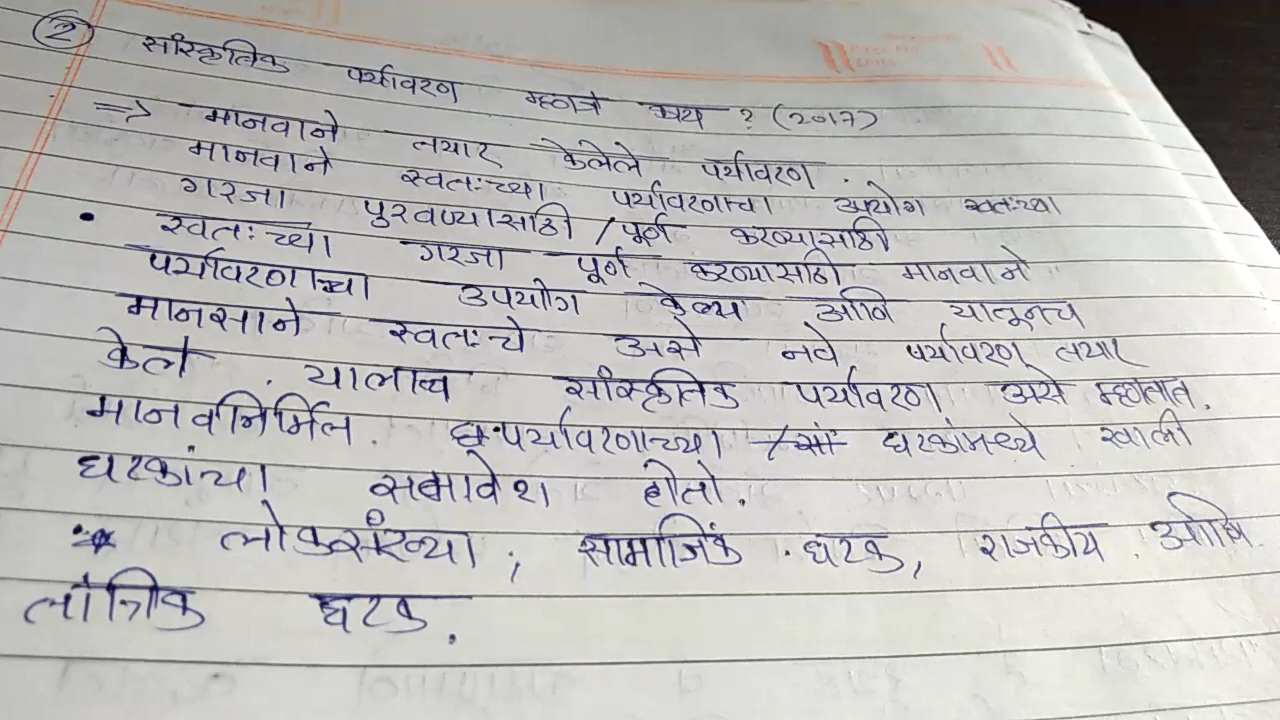 ② सांस्कृतिक पर्यावरण म्हणजे काय ? (2017)
=> मानवाने तयार केलेले पर्यावरण .
मानवाने स्वतःच्या पर्यावरणाचा उपयोग स्वतःच्या
गरजा पुरवण्यासाठी / पूर्ण करण्यासाठी
• स्वतःच्या गरजा पूर्ण करण्यासाठी मानवाने
पर्यावरणाच्या उपयोग केल्या आणि यातूनच
मानसाने स्वतःचे असे नवे पर्यावरण तयार
केले . यालाच सांस्कृतिक पर्यावरण असे म्हणतात.
मानवनिर्मित पर्यावरणाच्या घटकांमध्ये खाली
घटकांचा समावेश होतो.
लोकसंख्या , सामाजिक घटक, राजकीय आणि
तांत्रिक घटक.